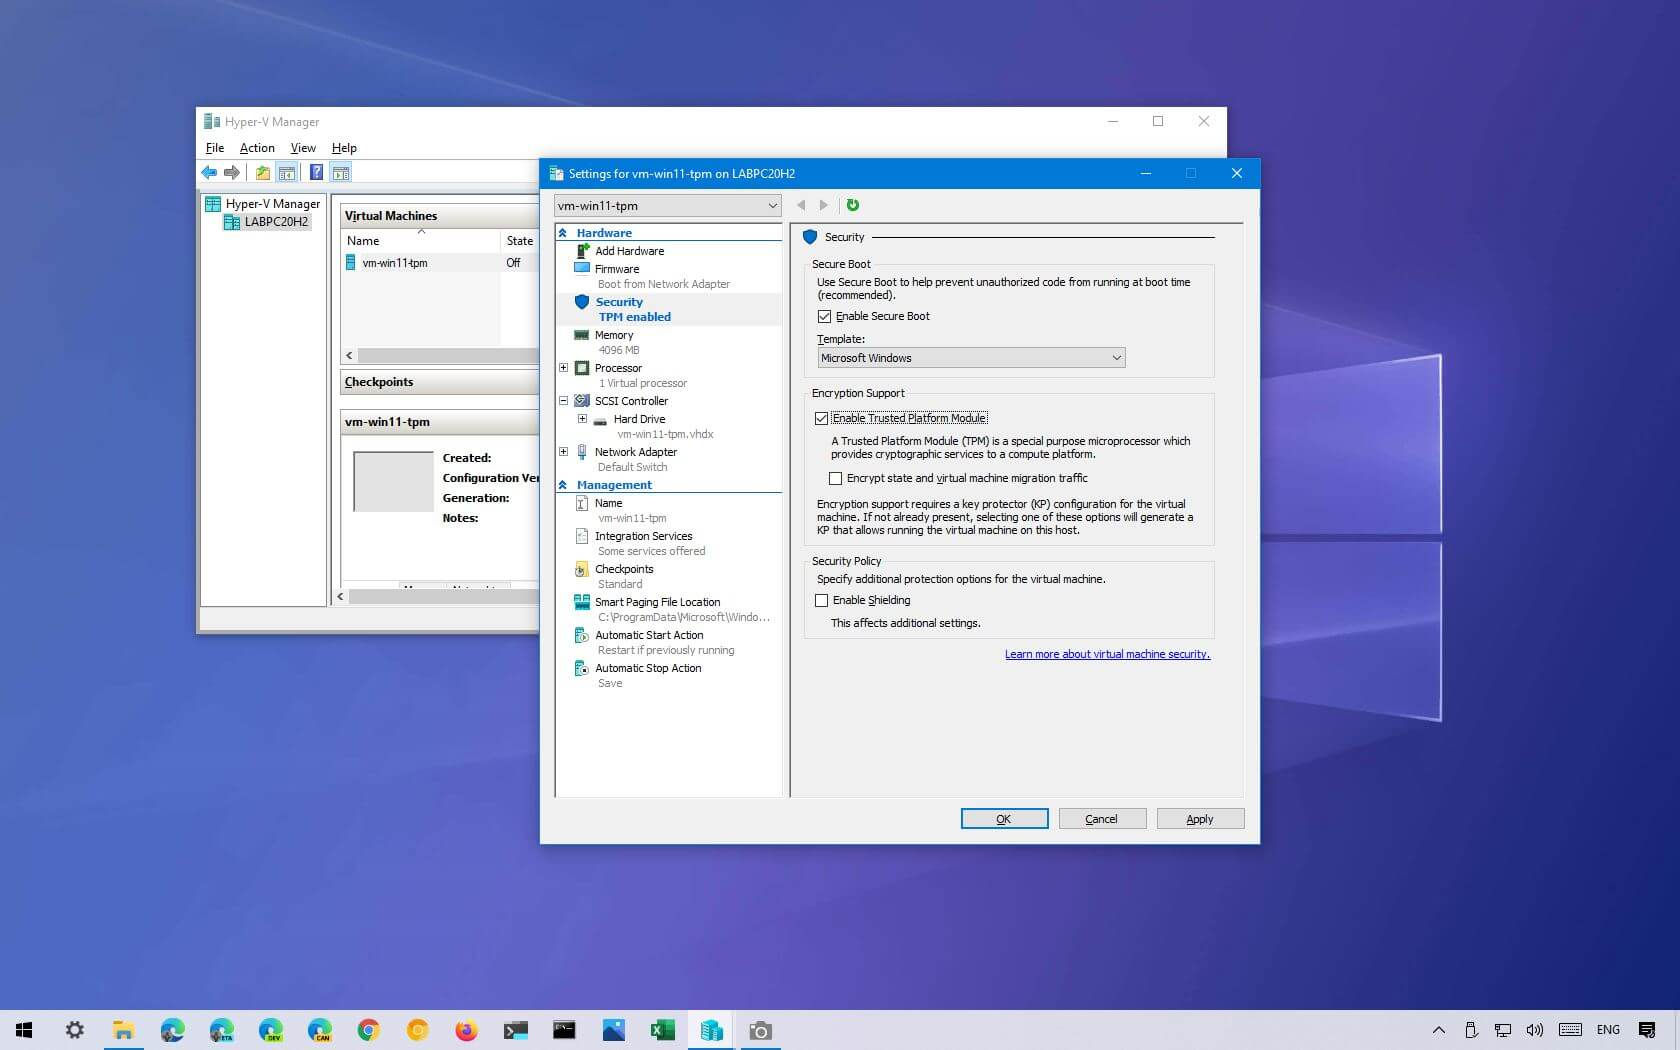 Hyper-V Manager
File Action View Help
Hyper-V Manager
LABPC20H2
Virtual Machines
Name State
vm-win11-tpm Off
Checkpoints
vm-win11-tpm
Created:
Configuration Ver
Generation:
Notes:
Settings for vm-win11-tpm on LABPC20H2
vm-win11-tpm
Hardware
Add Hardware
Firmware
Boot from Network Adapter
Security
TPM enabled
Memory
4096 MB
Processor
1 Virtual processor
SCSI Controller
Hard Drive
vm-win11-tpm.vhdx
Network Adapter
Default Switch
Management
Name
vm-win11-tpm
Integration Services
Some services offered
Checkpoints
Standard
Smart Paging File Location
C:\ProgramData\Microsoft\Windo...
Automatic Start Action
Restart if previously running
Automatic Stop Action
Save
Security
Secure Boot
Use Secure Boot to help prevent unauthorized code from running at boot time
(recommended).
Enable Secure Boot
Template:
Microsoft Windows
Encryption Support
Enable Trusted Platform Module
A Trusted Platform Module (TPM) is a special purpose microprocessor which
provides cryptographic services to a compute platform.
Encrypt state and virtual machine migration traffic
Encryption support requires a key protector (KP) configuration for the virtual
machine. If not already present, selecting one of these options will generate a
KP that allows running the virtual machine on this host.
Security Policy
Specify additional protection options for the virtual machine.
Enable Shielding
This affects additional settings.
Learn more about virtual machine security.
OK Cancel Apply
BETA DEV CAN
ENG